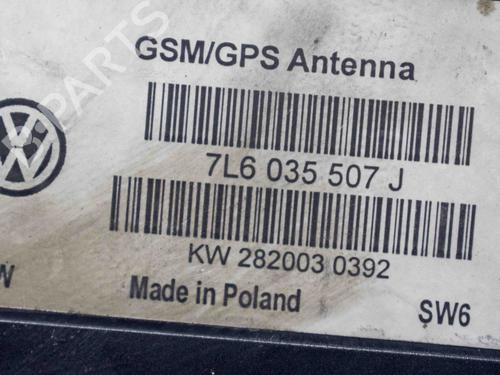 GSM/GPS Antenna
7L6 035 507 J
KW 282003 0392
Made in Poland
SW6